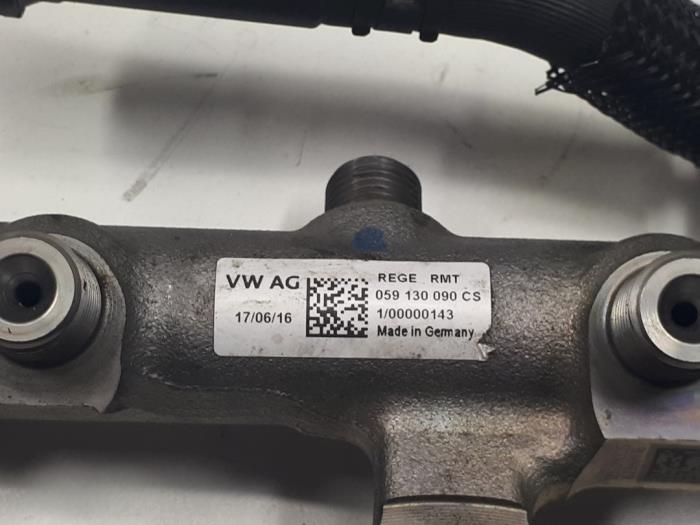 VW AG
17/06/16
REGE RMT
059 130 090 CS
1/00000143
Made in Germany